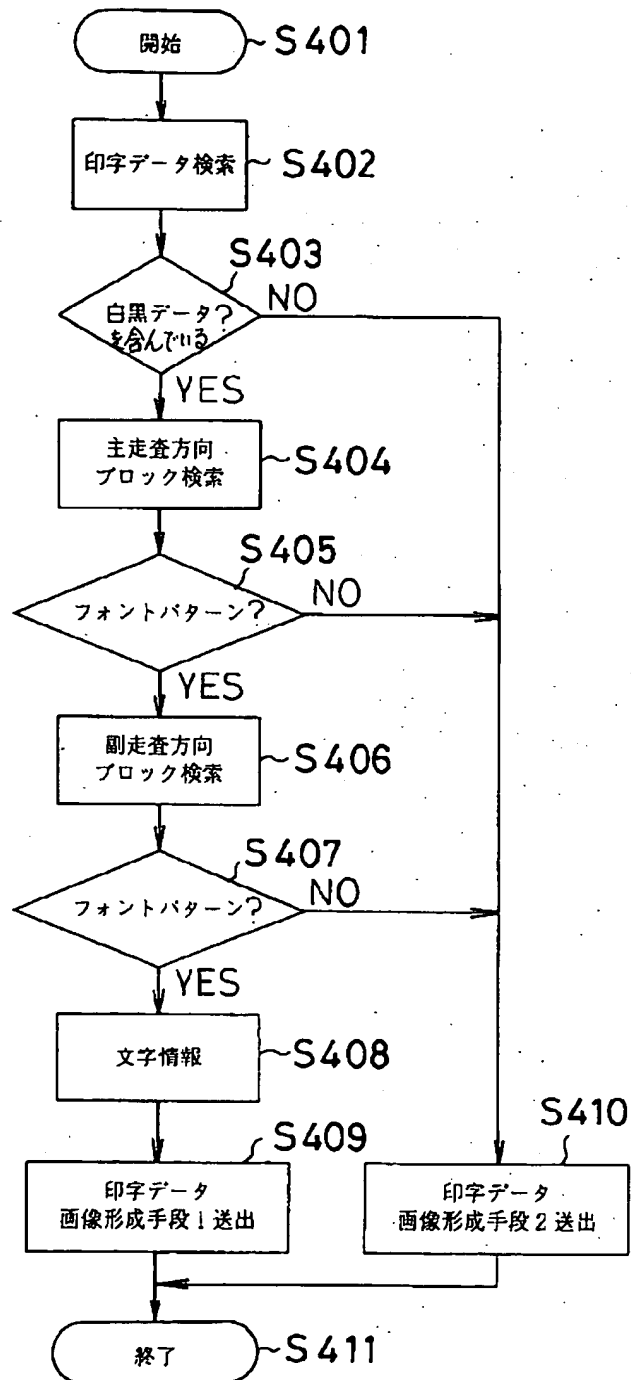 開始
S401
印字データ検索
S402
S403
白黒データ?
を含んでいる
NO
YES
主走査方向
ブロック検索
S404
S405
フォントパターン?
NO
YES
副走査方向
ブロック検索
S406
S407
フォントパターン?
NO
YES
文字情報
S408
S409
印字データ
画像形成手段1送出
S410
印字データ
画像形成手段2送出
終了
S411